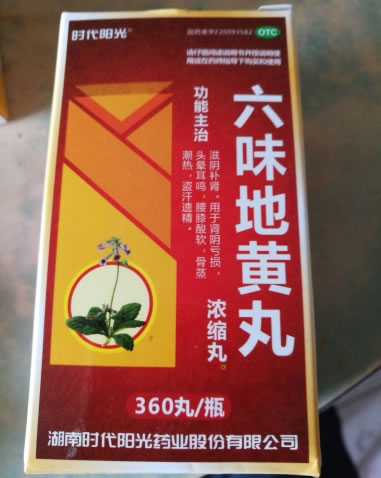 时代阳光
国药准字Z20093582
OTC
请仔细阅读说明书并按说明使
用或在药师指导下购买和使用
六味地黄丸
功能主治
滋阴补肾。用于肾阴亏损,
头晕耳鸣,腰膝酸软,骨蒸
潮热,盗汗遗精。
浓缩丸。
360丸/瓶
湖南时代阳光药业股份有限公司